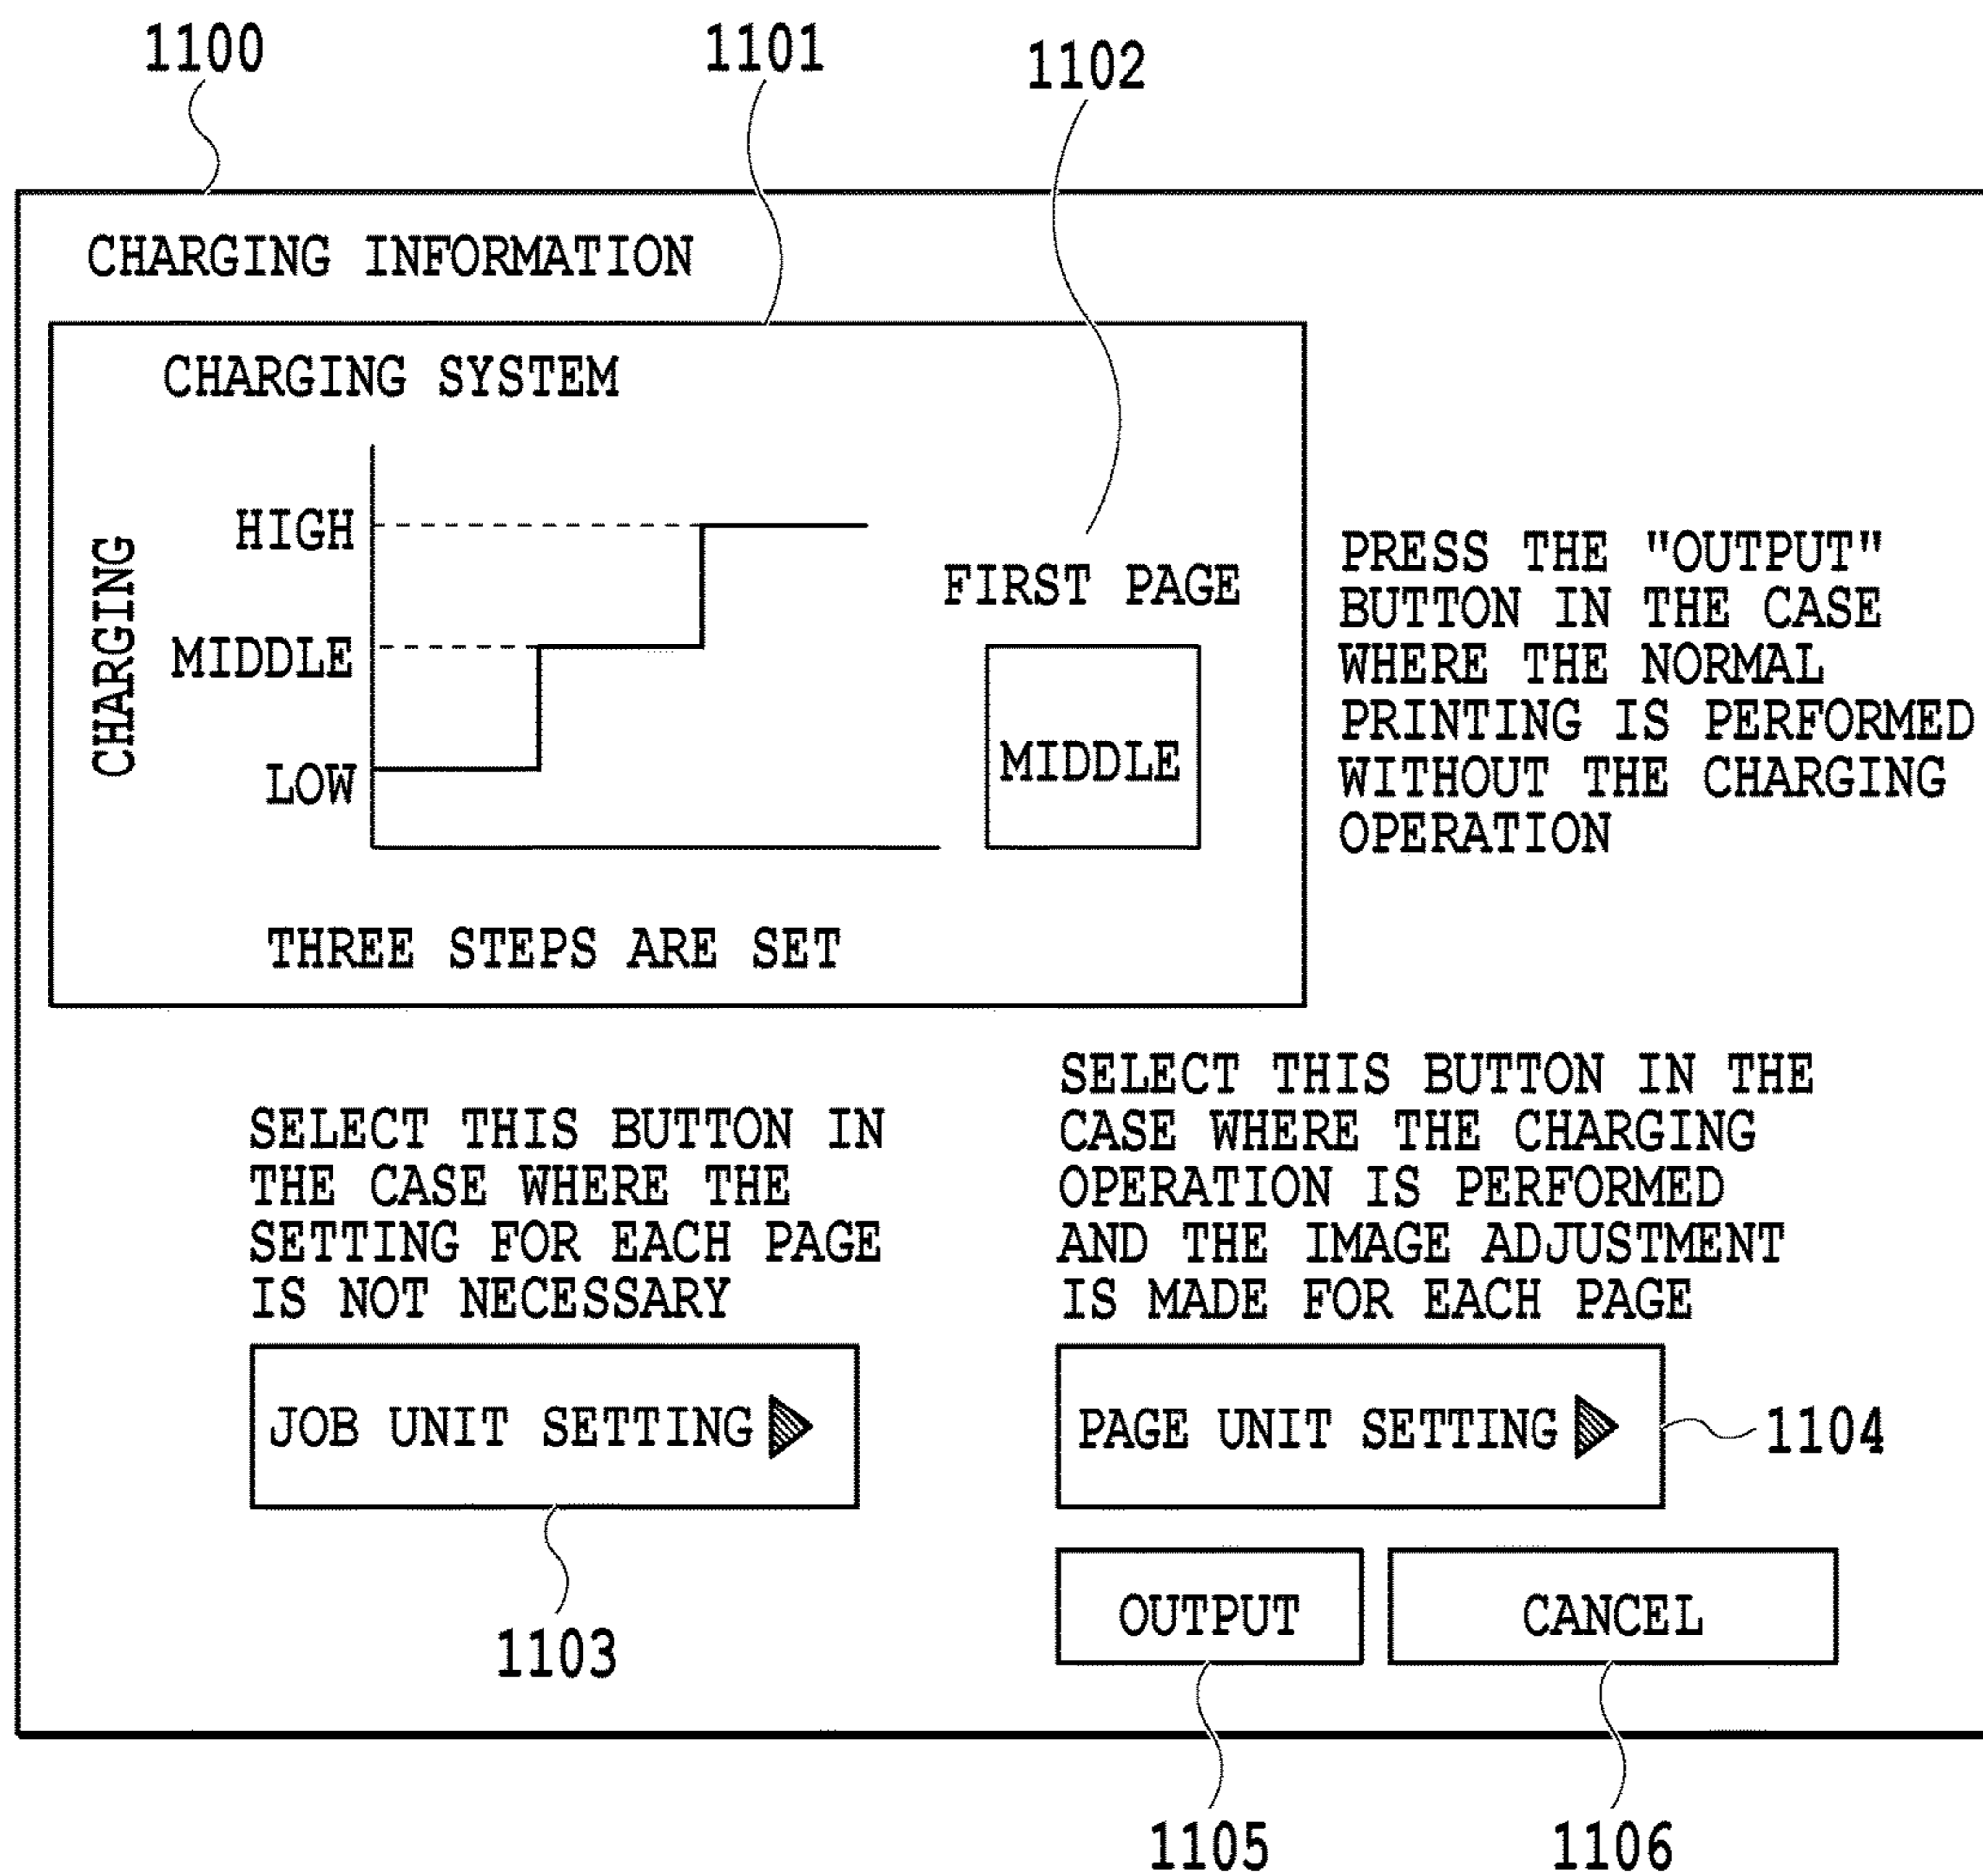 1100
1101
1102
CHARGING INFORMATION
CHARGING SYSTEM
CHARGING
HIGH
MIDDLE
LOW
FIRST PAGE
MIDDLE
THREE STEPS ARE SET
PRESS THE "OUTPUT"
BUTTON IN THE CASE
WHERE THE NORMAL
PRINTING IS PERFORMED
WITHOUT THE CHARGING
OPERATION
SELECT THIS BUTTON IN
THE CASE WHERE THE
SETTING FOR EACH PAGE
IS NOT NECESSARY
JOB UNIT SETTING
1103
SELECT THIS BUTTON IN THE
CASE WHERE THE CHARGING
OPERATION IS PERFORMED
AND THE IMAGE ADJUSTMENT
IS MADE FOR EACH PAGE
PAGE UNIT SETTING
1104
OUTPUT
CANCEL
1105
1106